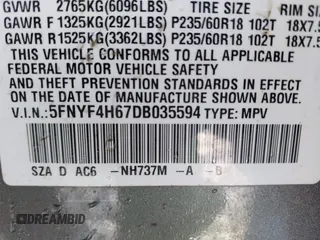 GVWR 2765KG(6096LBS) TIRE SIZE RIM SI
GAWR F 1325KG(2921LBS) P235/60R18 102T 18X7.5
GAWR R 1525KG(3362LBS) P235/60R18 102T 18X7.5
THIS VEHICLE CONFORMS TO ALL APPLICABLE
FEDERAL MOTOR VEHICLE SAFETY, BUMPER,
AND THEFT PREVENTION STANDARDS IN EFFECT
DATE OF MANUFACTURE SHOWN ABOVE.
V.I.N.: 5FNYF4H67DB035594 TYPE: MPV
SZA D AC6 -NH737M -A -B
DREAMBID